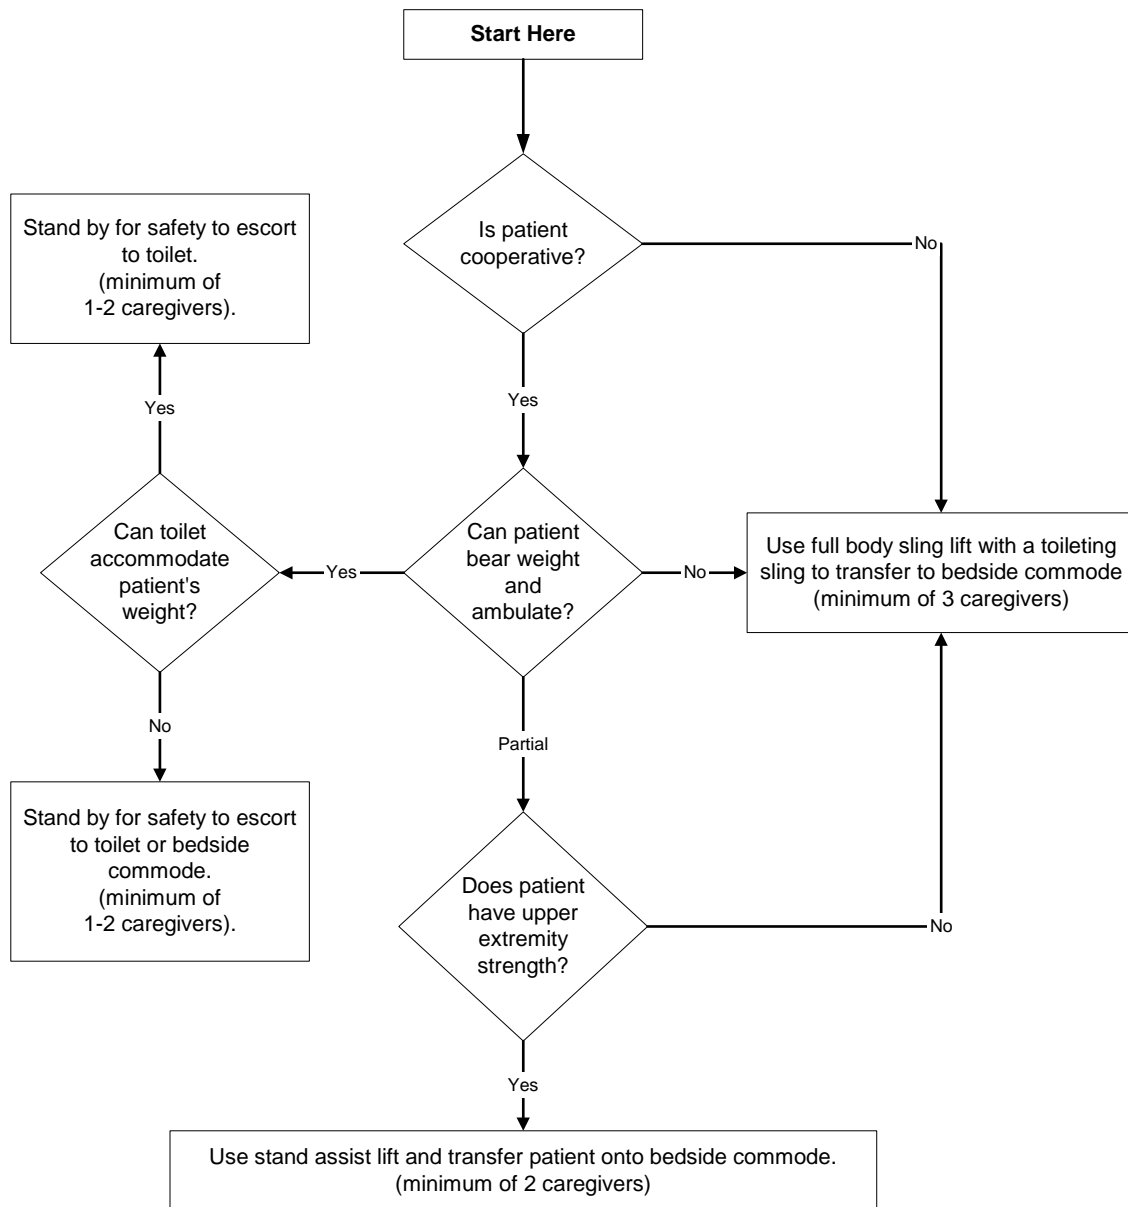 Start Here
Is patient
cooperative?
No
Yes
Stand by for safety to escort
to toilet.
(minimum of
1-2 caregivers).
Yes
Can toilet
accommodate
patient's
weight?
Yes
Can patient
bear weight
and
ambulate?
No
Use full body sling lift with a toileting
sling to transfer to bedside commode
(minimum of 3 caregivers)
No
Partial
Stand by for safety to escort
to toilet or bedside
commode.
(minimum of
1-2 caregivers).
Does patient
have upper
extremity
strength?
No
Yes
Use stand assist lift and transfer patient onto bedside commode.
(minimum of 2 caregivers)